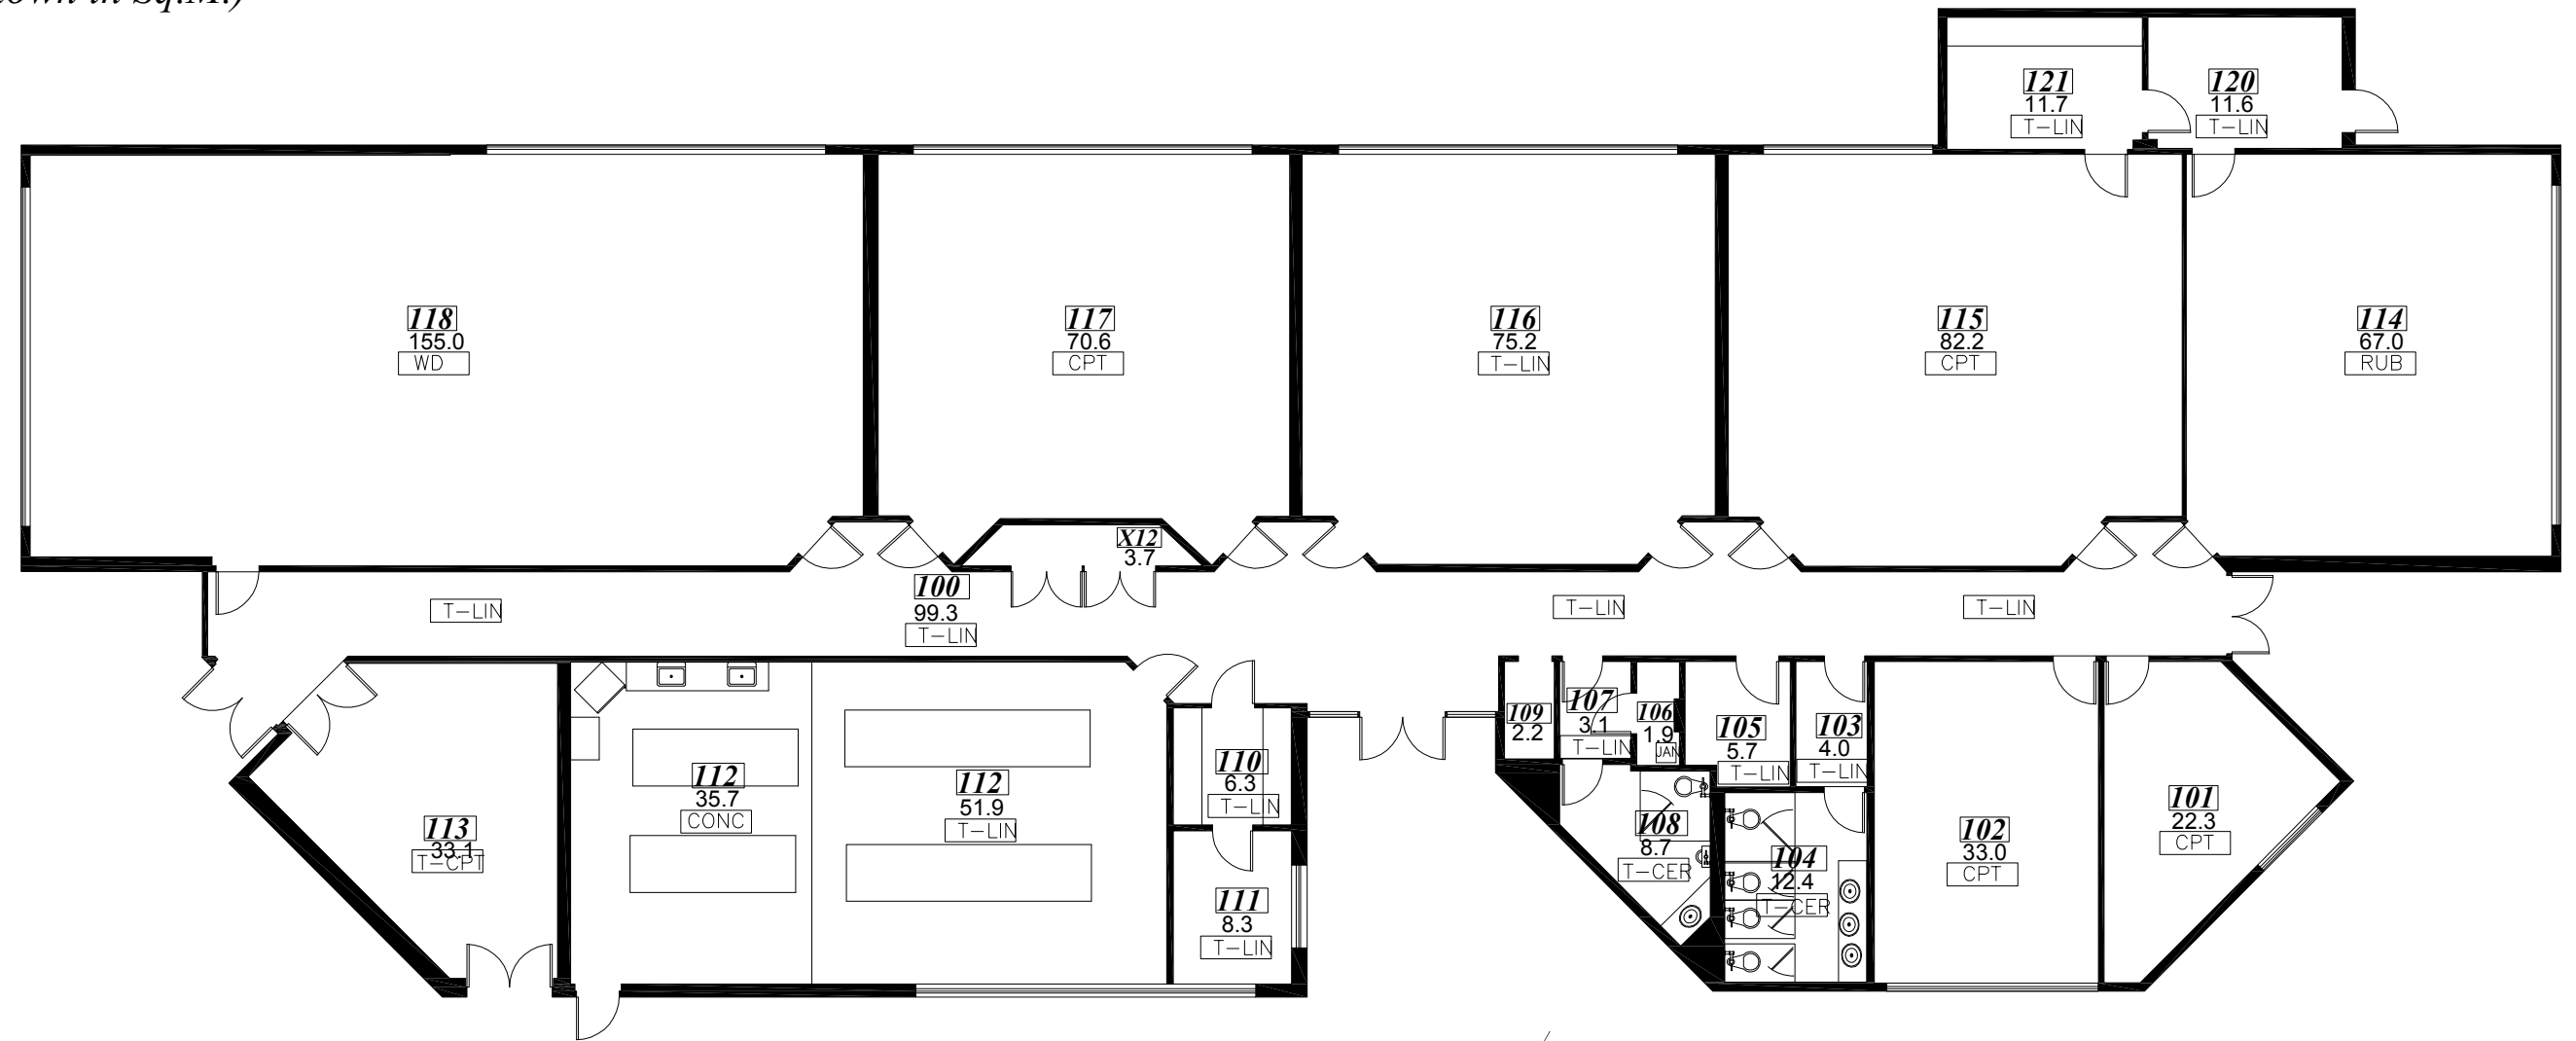 own in Sq.M.)
121
11.7
T-LIN
120
11.6
T-LIN
118
155.0
WD
117
70.6
CPT
116
75.2
T-LIN
115
82.2
CPT
114
67.0
RUB
X12
3.7
100
99.3
T-LIN
T-LIN
T-LIN
T-LIN
113
33.1
T-CPT
112
35.7
CONC
112
51.9
T-LIN
110
6.3
T-LIN
111
8.3
T-LIN
109
2.2
107
3.1
T-LIN
106
1.9
JAN
105
5.7
T-LIN
103
4.0
T-LIN
108
8.7
T-CER
104
12.4
T-CER
102
33.0
CPT
101
22.3
CPT